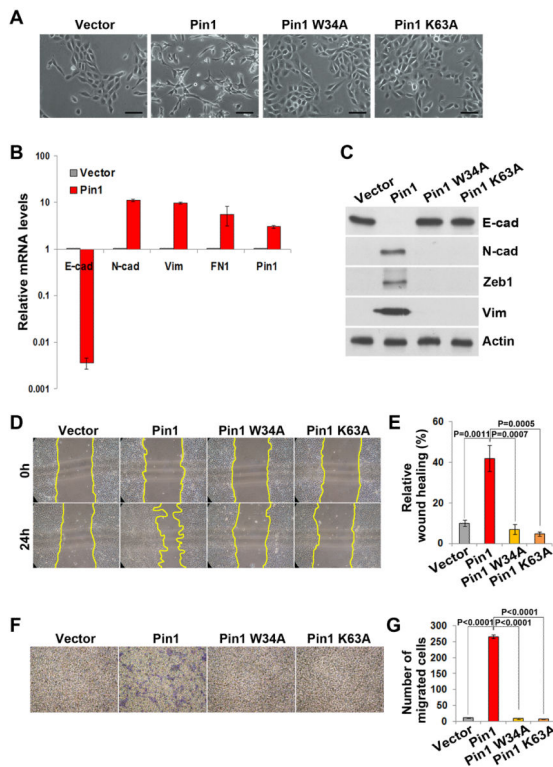 A
Vector
Pin1
Pin1 W34A
Pin1 K63A
B
Relative mRNA levels
100
10
1
0.1
0.01
0.001
Vector
Pin1
E-cad
N-cad
Vim
FN1
Pin1
C
Vector
Pin1
Pin1 W34A
Pin1 K63A
E-cad
N-cad
Zeb1
Vim
Actin
D
Vector
Pin1
Pin1 W34A
Pin1 K63A
0h
24h
E
Relative
wound healing (%)
60
40
20
0
P=0.0005
P=0.0011
P=0.0007
Vector
Pin1
Pin1 W34A
Pin1 K63A
F
Vector
Pin1
Pin1 W34A
Pin1 K63A
G
Number of
migrated cells
300
250
200
150
100
50
0
P<0.0001
P<0.0001
P<0.0001
Vector
Pin1
Pin1 W34A
Pin1 K63A